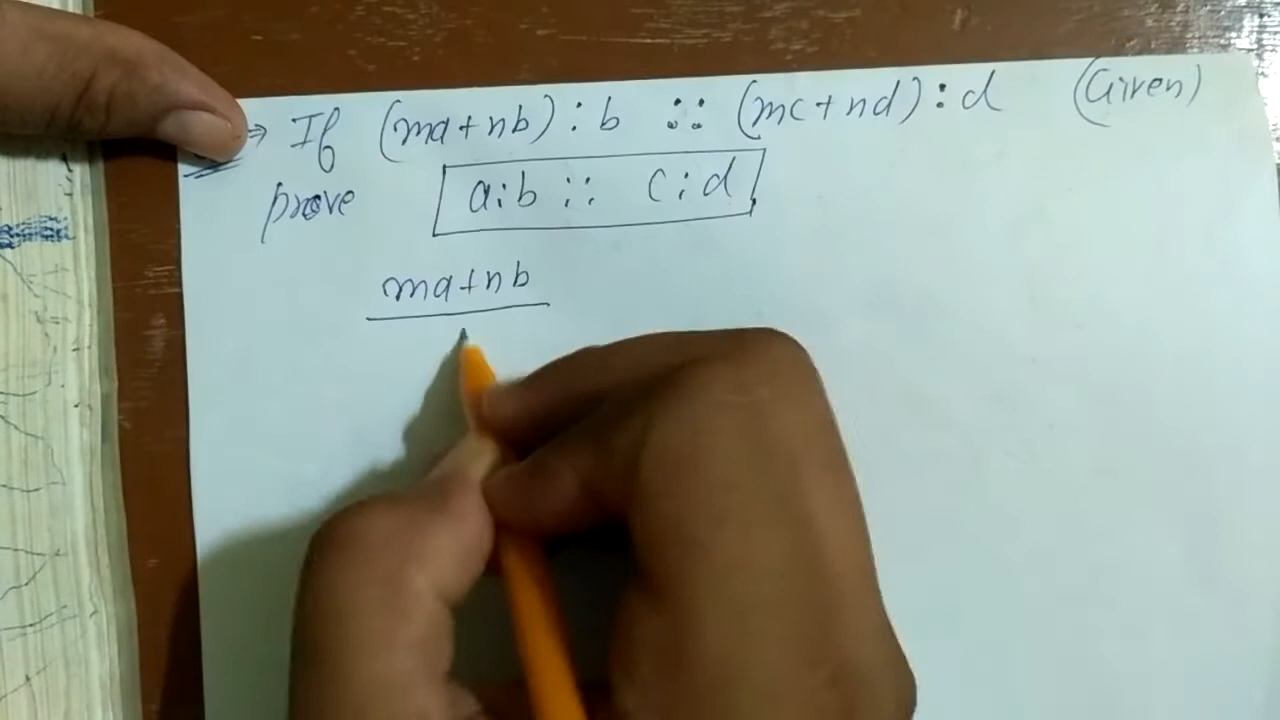 ⇒ If (ma+nb) : b :: (mc+nd) : d (Given)
prove a:b :: c:d
ma+nb